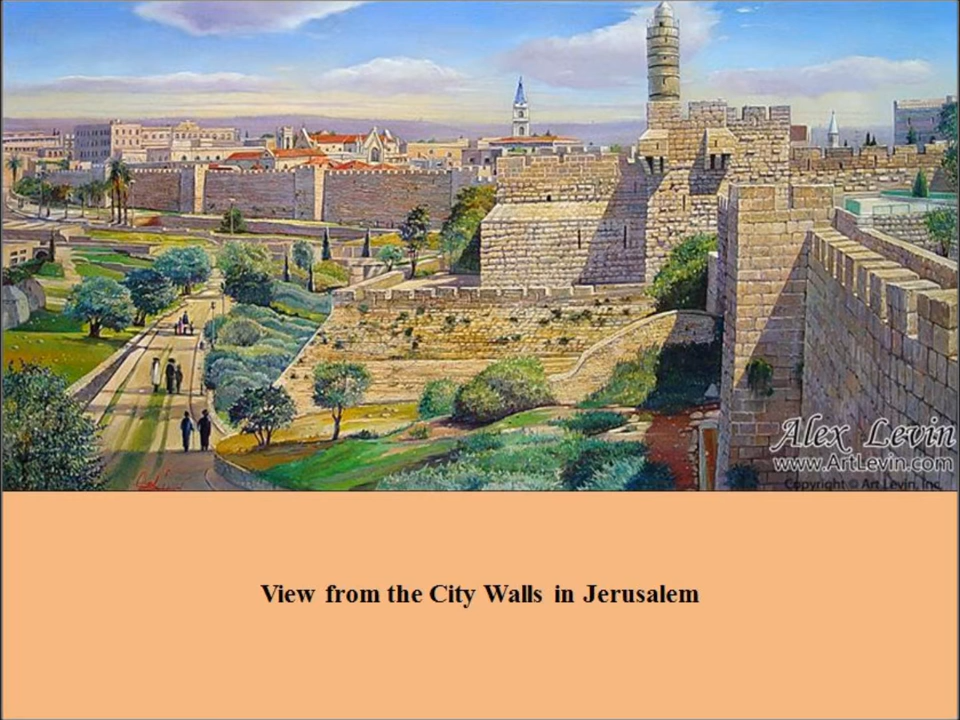 Alex Levin
www.ArtLevin.com
Copyright © Art Levin, Inc.
View from the City Walls in Jerusalem